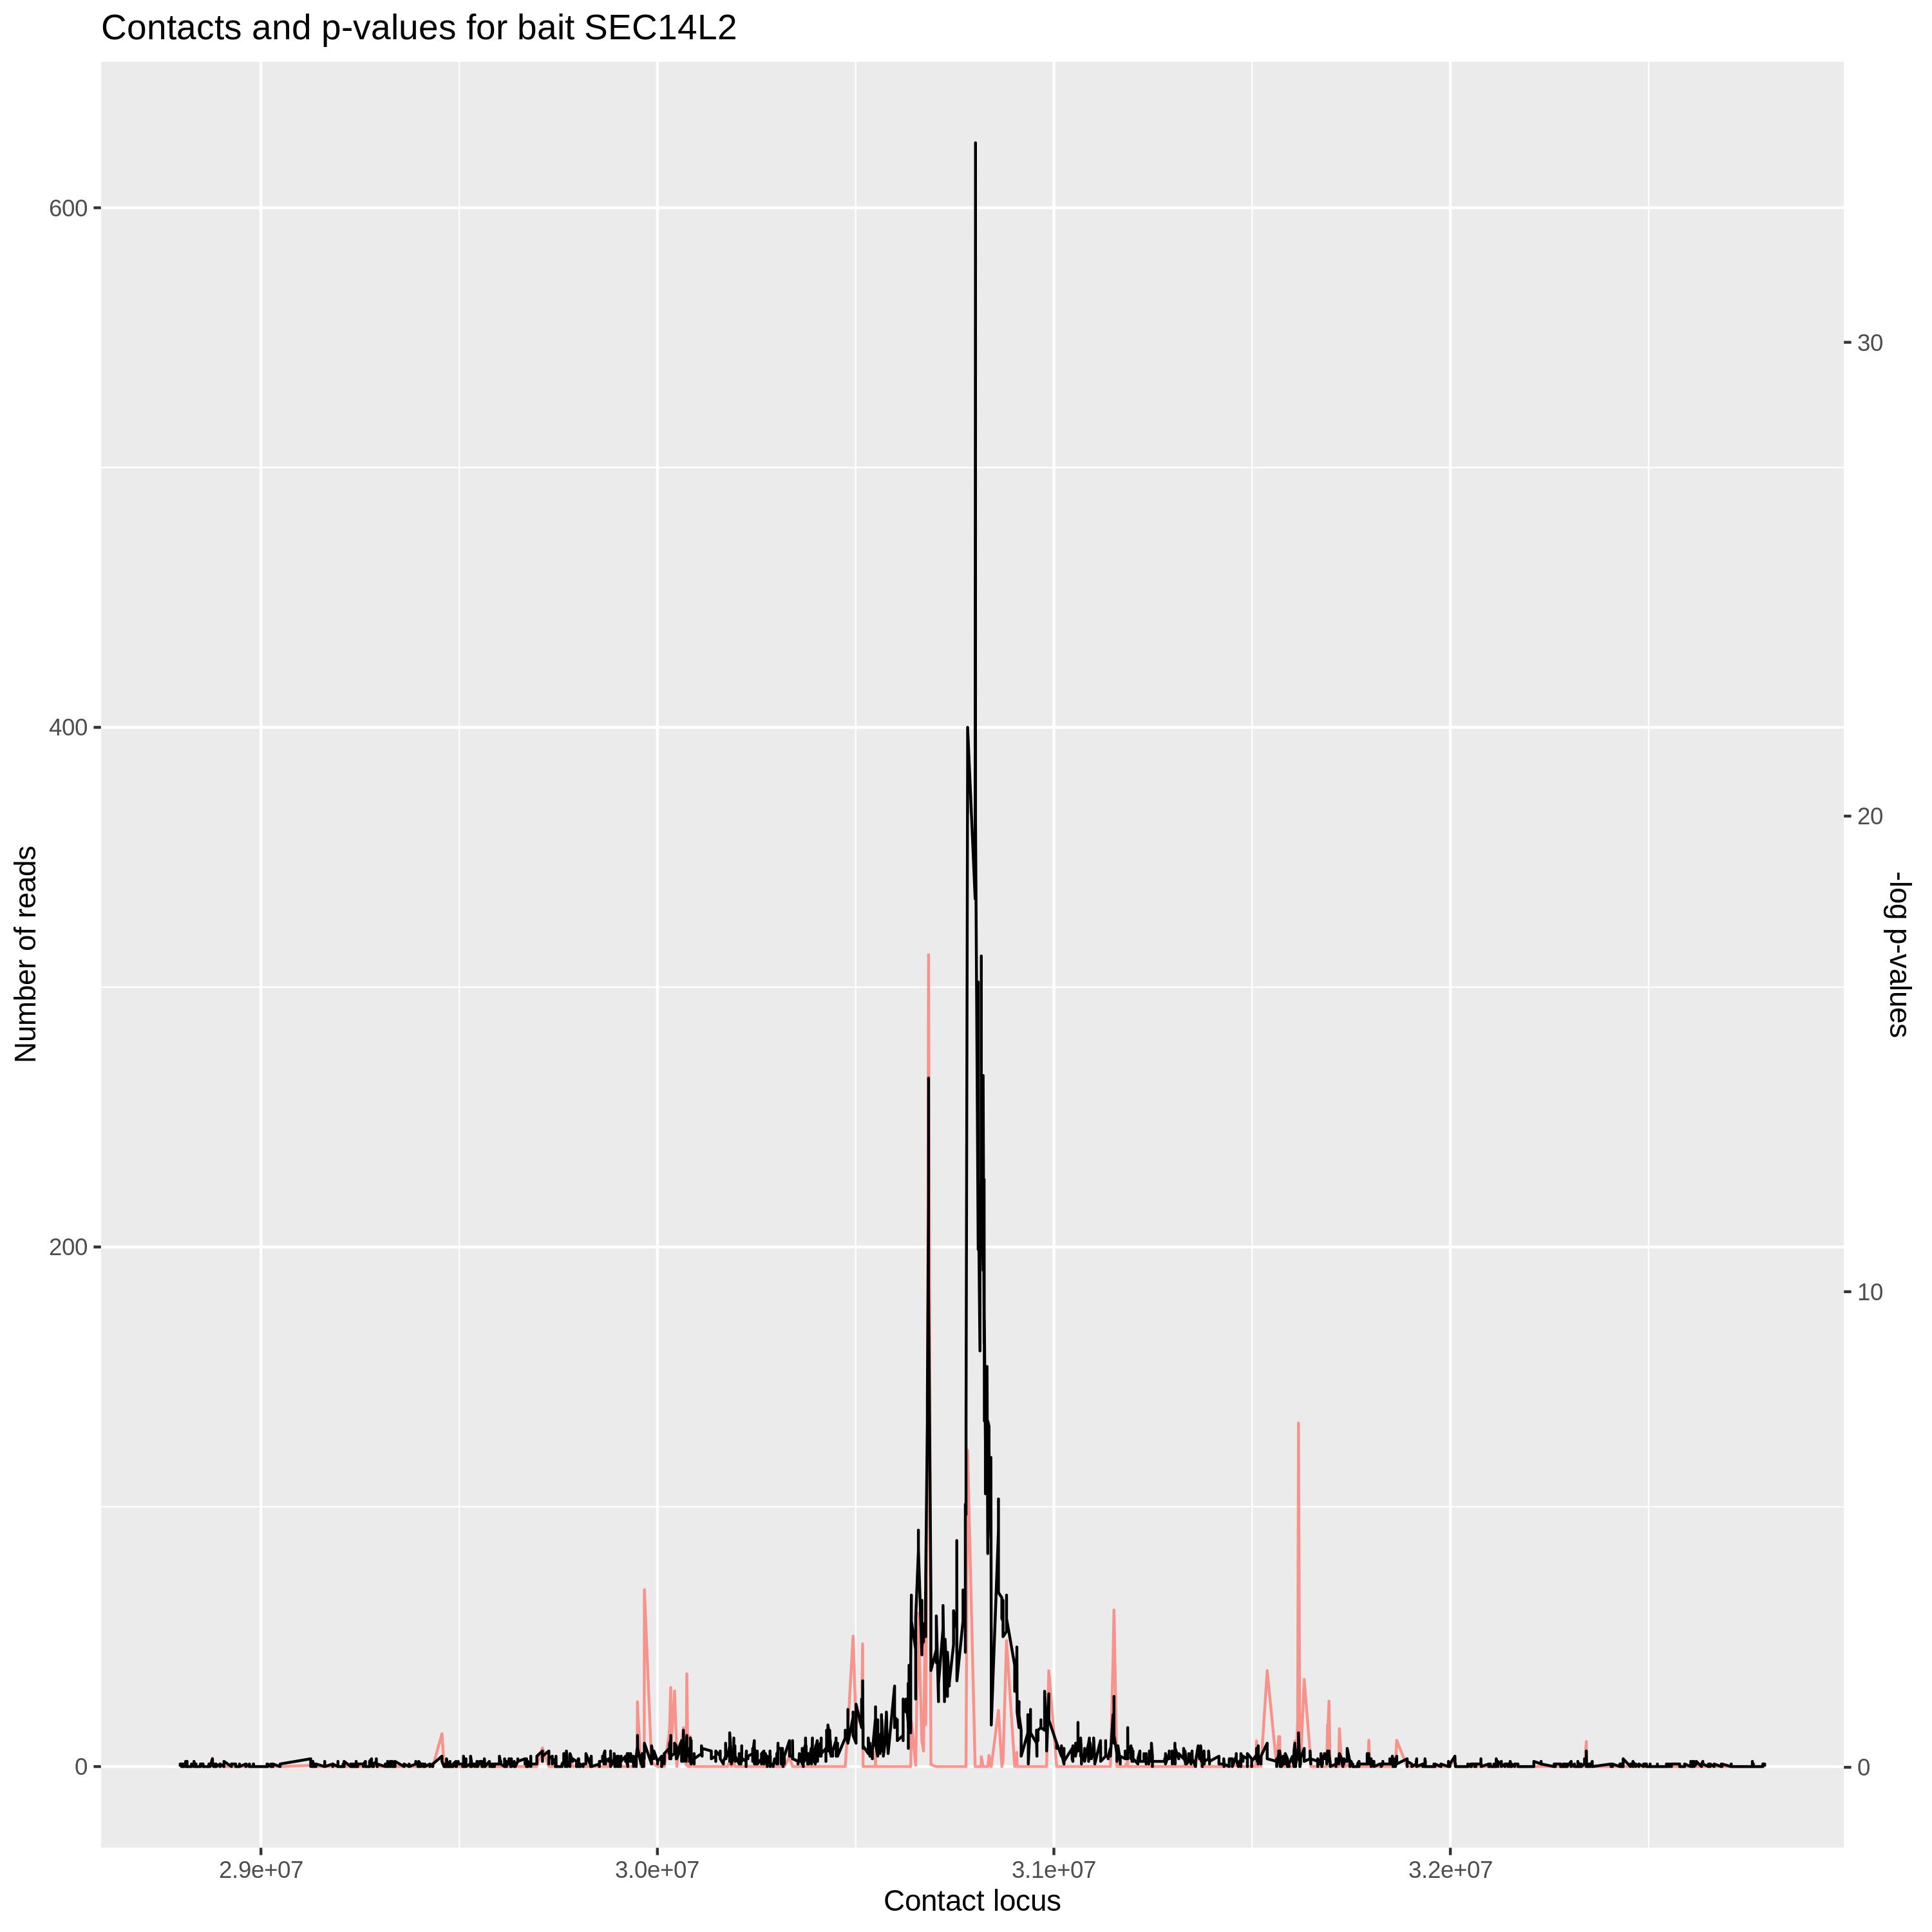 Contacts and p-values for bait SEC14L2
600
400
200
0
Number of reads
30
20
10
0
-log p-values
2.9e+07 3.0e+07 3.1e+07 3.2e+07
Contact locus